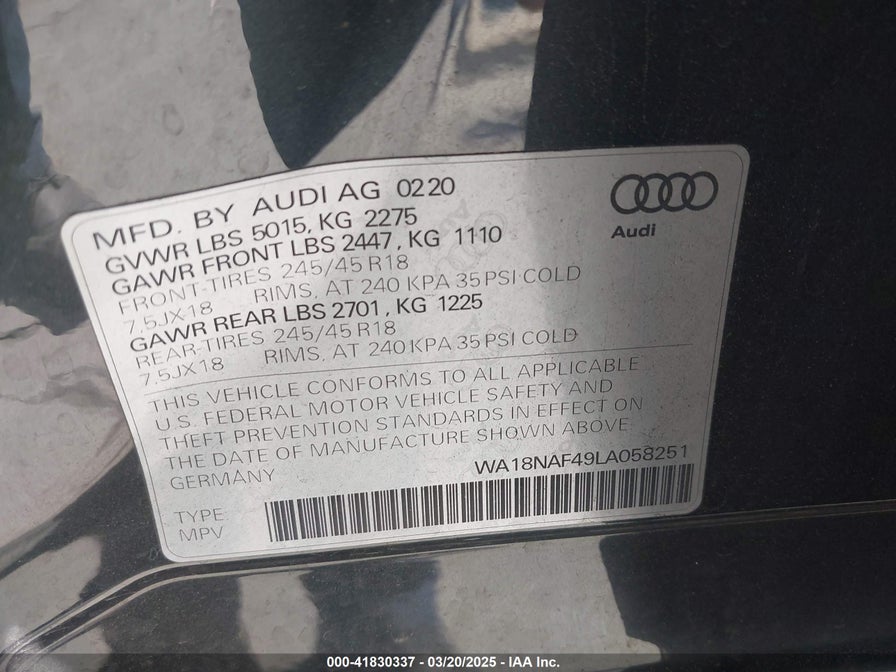 MFD. BY AUDI AG 0220
GVWR LBS 5015, KG 2275
GAWR FRONT LBS 2447, KG 1110
FRONT-TIRES 245/45 R18
7,5JX18 RIMS, AT 240 KPA 35 PSI COLD
GAWR REAR LBS 2701, KG 1225
REAR-TIRES 245/45 R18
7,5JX18 RIMS, AT 240 KPA 35 PSI COLD
Audi
THIS VEHICLE CONFORMS TO ALL APPLICABLE
U.S. FEDERAL MOTOR VEHICLE SAFETY AND
THEFT PREVENTION STANDARDS IN EFFECT ON
THE DATE OF MANUFACTURE SHOWN ABOVE
GERMANY WA18NAF49LA058251
TYPE
MPV
000-41830337 — 03/20/2025 — IAA Inc.